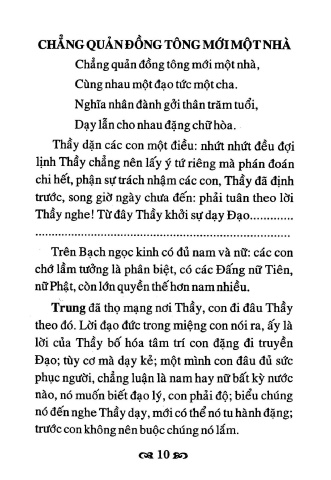 CHẲNG QUẢN ĐỒNG TÔNG MỚI MỘT NHÀ
Chẳng quản đồng tông mới một nhà,
Cùng nhau một đạo tức một cha.
Nghĩa nhân đành gởi thân trăm tuổi,
Dạy lẫn cho nhau đặng chữ hòa.
Thầy dặn các con một điều: nhứt nhứt đều đợi
lịnh Thầy chẳng nên lấy ý tứ riêng mà phán đoán
chi hết, phận sự trách nhậm các con, Thầy đã định
trước, song giờ ngày chưa đến: phải tuân theo lời
Thầy nghe! Từ đây Thầy khởi sự dạy Đạo.............
.........................................................................
Trên Bạch ngọc kinh có đủ nam và nữ: các con
chớ lầm tưởng là phân biệt, có các Đấng nữ Tiên,
nữ Phật, còn lớn quyền thế hơn nam nhiều.
Trung đã thọ mạng nơi Thầy, con đi đâu Thầy
theo đó. Lời đạo đức trong miệng con nói ra, ấy là
lời của Thầy bố hóa tâm trí con đặng đi truyền
Đạo; tùy cơ mà dạy kẻ; một mình con đâu đủ sức
phục người, chẳng luận là nam hay nữ bất kỳ nước
nào, nó muốn biết đạo lý, con phải độ; biểu chúng
nó đến nghe Thầy dạy, mới có thể nó tu hành đặng;
trước con không nên buộc chúng nó lắm.
10